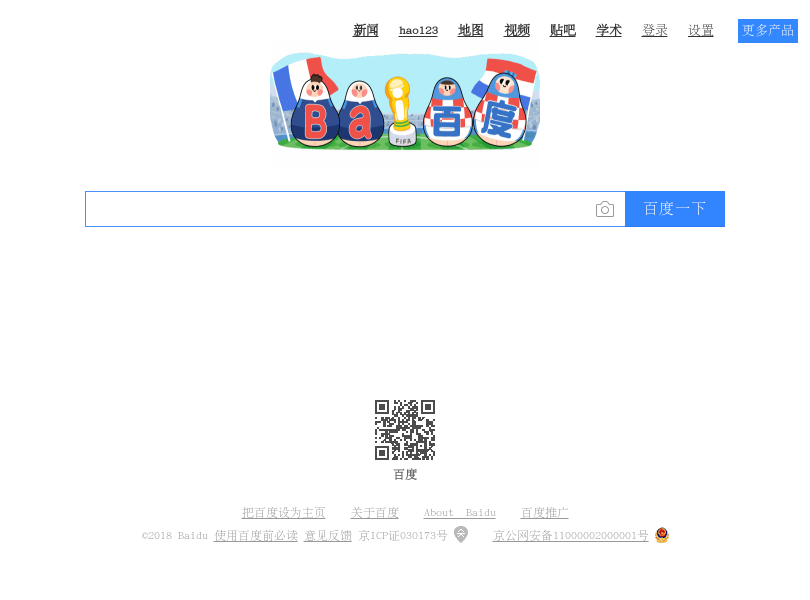 新闻 hao123 地图 视频 贴吧 学术 登录 设置 更多产品
Ba百度
FIFA
百度一下
百度
把百度设为主页 关于百度 About Baidu 百度推广
©2018 Baidu 使用百度前必读 意见反馈 京ICP证030173号 京公网安备11000002000001号